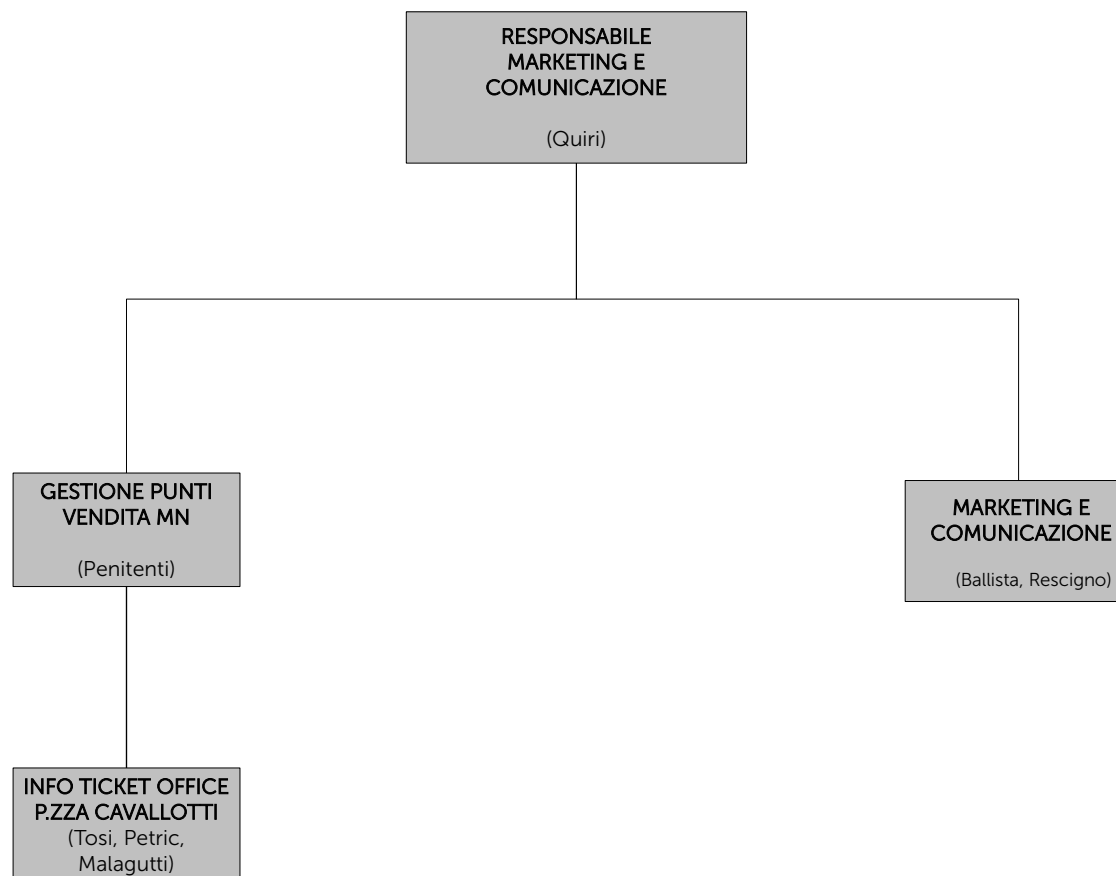 RESPONSABILE
MARKETING E
COMUNICAZIONE
(Quiri)
GESTIONE PUNTI
VENDITA MN
(Penitenti)
MARKETING E
COMUNICAZIONE
(Ballista, Rescigno)
INFO TICKET OFFICE
P.ZZA CAVALLOTTI
(Tosi, Petric,
Malagutti)